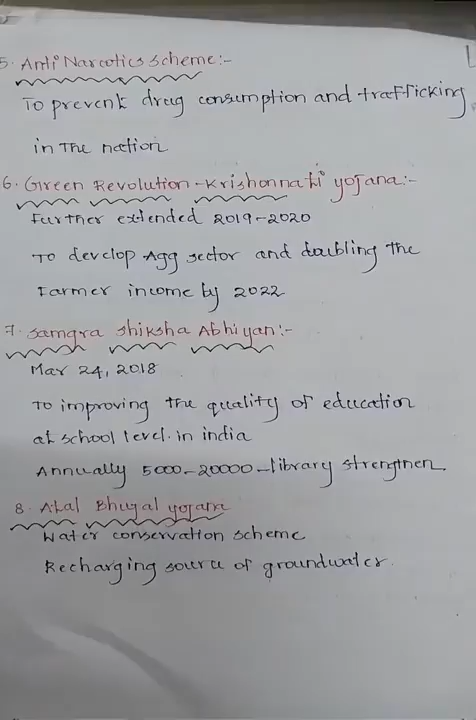 5. Anti Narcotics scheme:-
To prevent drug consumption and trafficking
in The nation
6. Green Revolution - Krishonnati yojana:-
Further extended 2019-2020
To develop Agg sector and doubling the
Farmer income by 2022
7. Samgra Shiksha Abhiyan:-
Mar 24, 2018
To improving the quality of education
at school level. in india
Annually 5000-20000-library strengthen.
8. Atal Bhujal yojana
Water conservation scheme
Recharging source of groundwater.